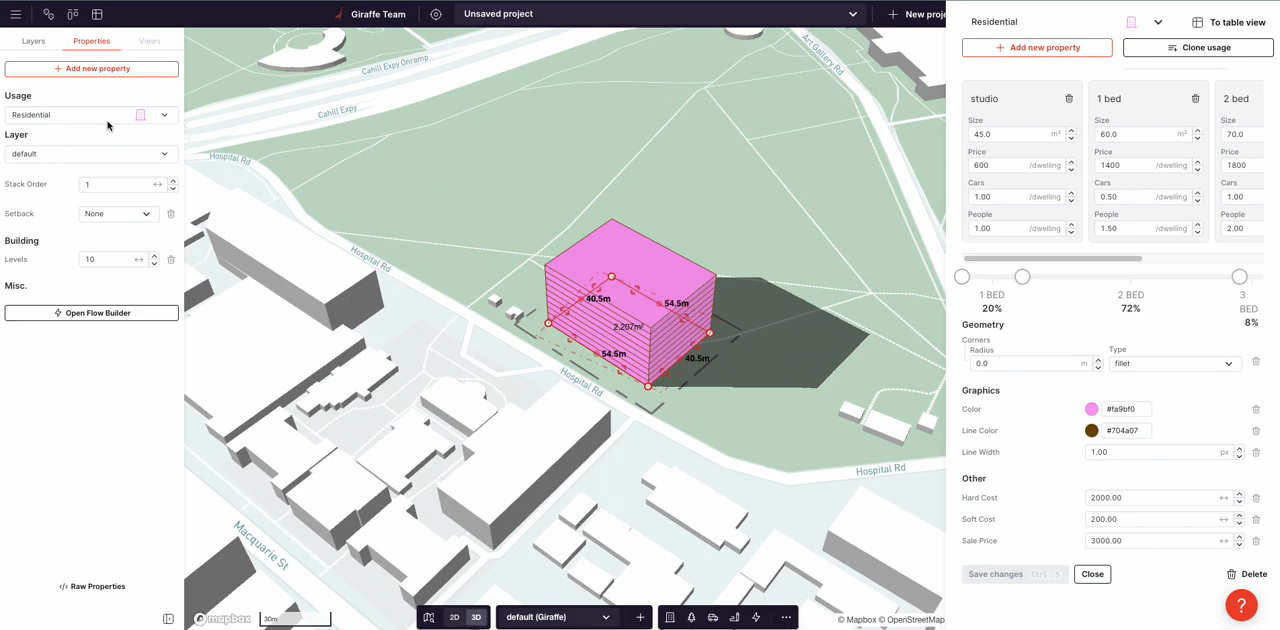 Giraffe Team
Unsaved project
New proje
Layers
Properties
Views
Add new property
Usage
Residential
Layer
default
Stack Order
1
Setback
None
Building
Levels
10
Misc.
Open Flow Builder
Raw Properties
Cahill Expy Onramp
Cahill Expy
Art Gallery Rd
Hospital Rd
Hospital Rd
Hospital Rd
Hospital Rd
Macquarie St
40.5m
54.5m
2,207m²
54.5m
40.5m
mapbox
30m
2D
3D
default (Giraffe)
© Mapbox © OpenStreetMap
Residential
To table view
Add new property
Clone usage
studio
1 bed
2 bed
Size
Size
Size
45.0 m²
60.0 m²
70.0
Price
Price
Price
600 /dwelling
1400 /dwelling
1800
Cars
Cars
Cars
1.00 /dwelling
0.50 /dwelling
1.00
People
People
People
1.00 /dwelling
1.50 /dwelling
2.00
1 BED
20%
2 BED
72%
3
BED
8%
Geometry
Corners
Radius
Type
0.0 m
fillet
Graphics
Color
#fa9bf0
Line Color
#704a07
Line Width
1.00 px
Other
Hard Cost
2000.00
Soft Cost
200.00
Sale Price
3000.00
Save changes Ctrl S
Close
Delete
?